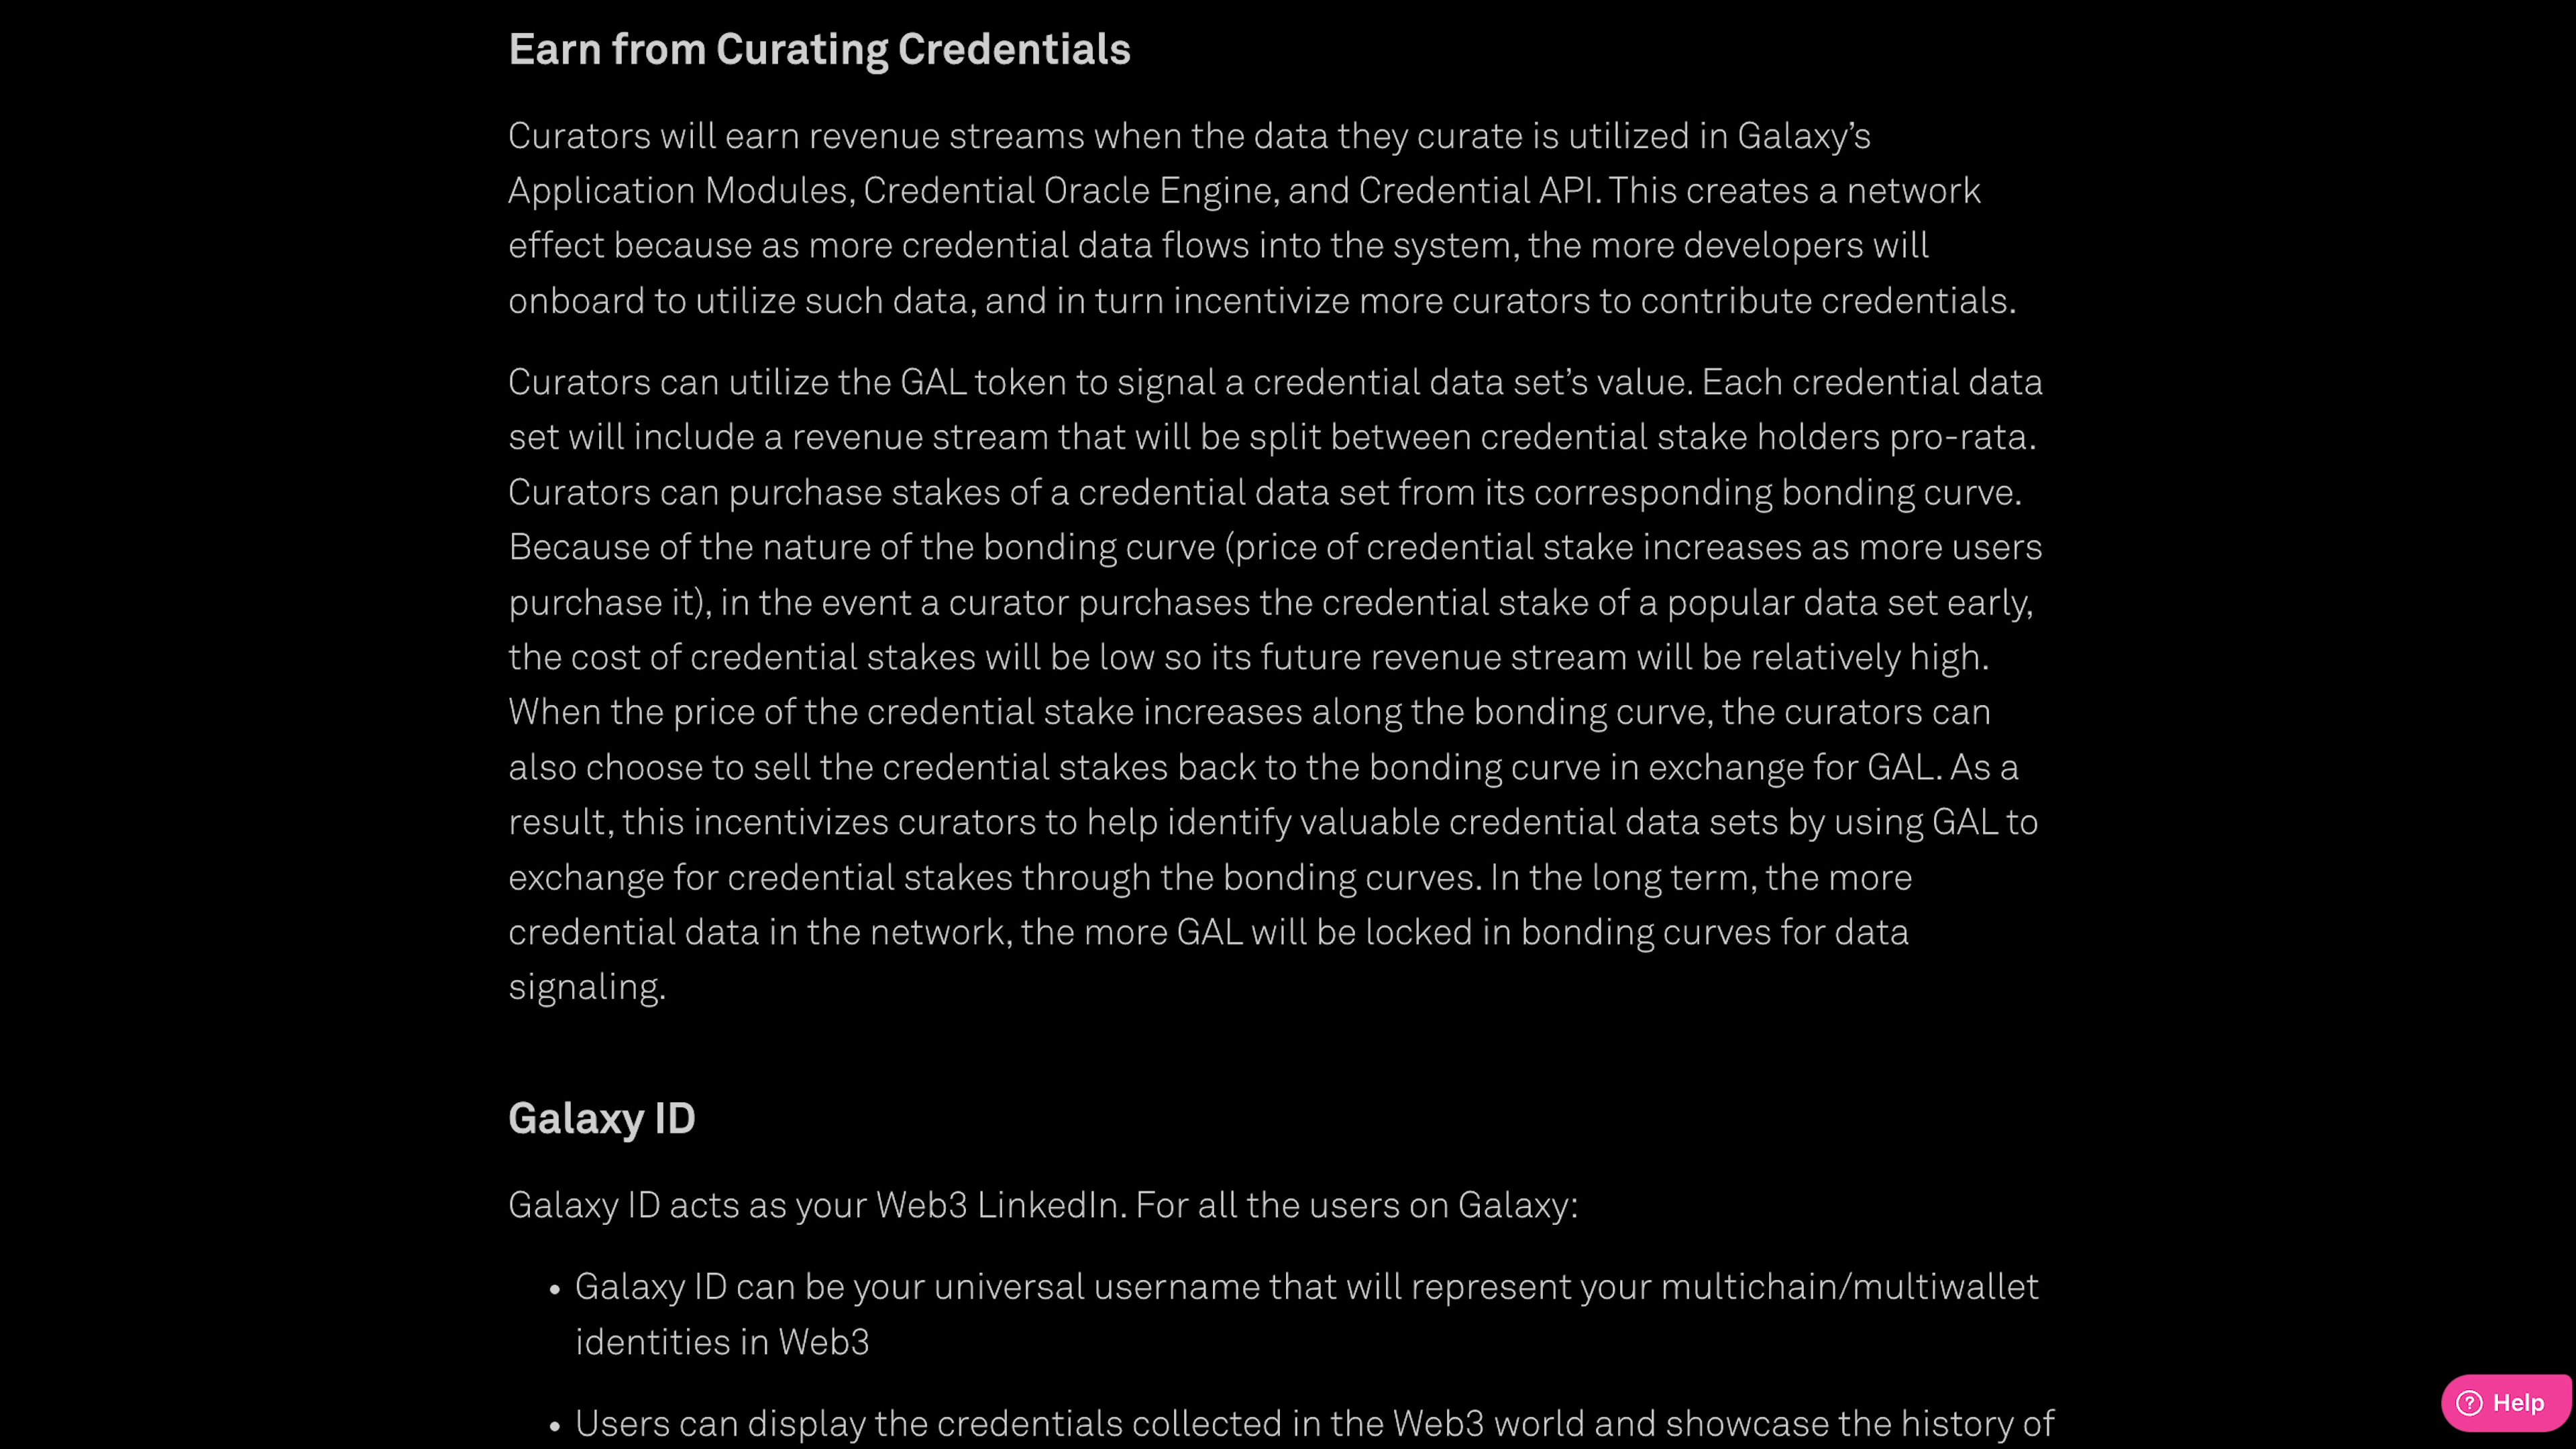 Earn from Curating Credentials
Curators will earn revenue streams when the data they curate is utilized in Galaxy’s
Application Modules, Credential Oracle Engine, and Credential API. This creates a network
effect because as more credential data flows into the system, the more developers will
onboard to utilize such data, and in turn incentivize more curators to contribute credentials.
Curators can utilize the GAL token to signal a credential data set’s value. Each credential data
set will include a revenue stream that will be split between credential stake holders pro-rata.
Curators can purchase stakes of a credential data set from its corresponding bonding curve.
Because of the nature of the bonding curve (price of credential stake increases as more users
purchase it), in the event a curator purchases the credential stake of a popular data set early,
the cost of credential stakes will be low so its future revenue stream will be relatively high.
When the price of the credential stake increases along the bonding curve, the curators can
also choose to sell the credential stakes back to the bonding curve in exchange for GAL. As a
result, this incentivizes curators to help identify valuable credential data sets by using GAL to
exchange for credential stakes through the bonding curves. In the long term, the more
credential data in the network, the more GAL will be locked in bonding curves for data
signaling.
Galaxy ID
Galaxy ID acts as your Web3 LinkedIn. For all the users on Galaxy:
• Galaxy ID can be your universal username that will represent your multichain/multiwallet
identities in Web3
• Users can display the credentials collected in the Web3 world and showcase the history of
Help